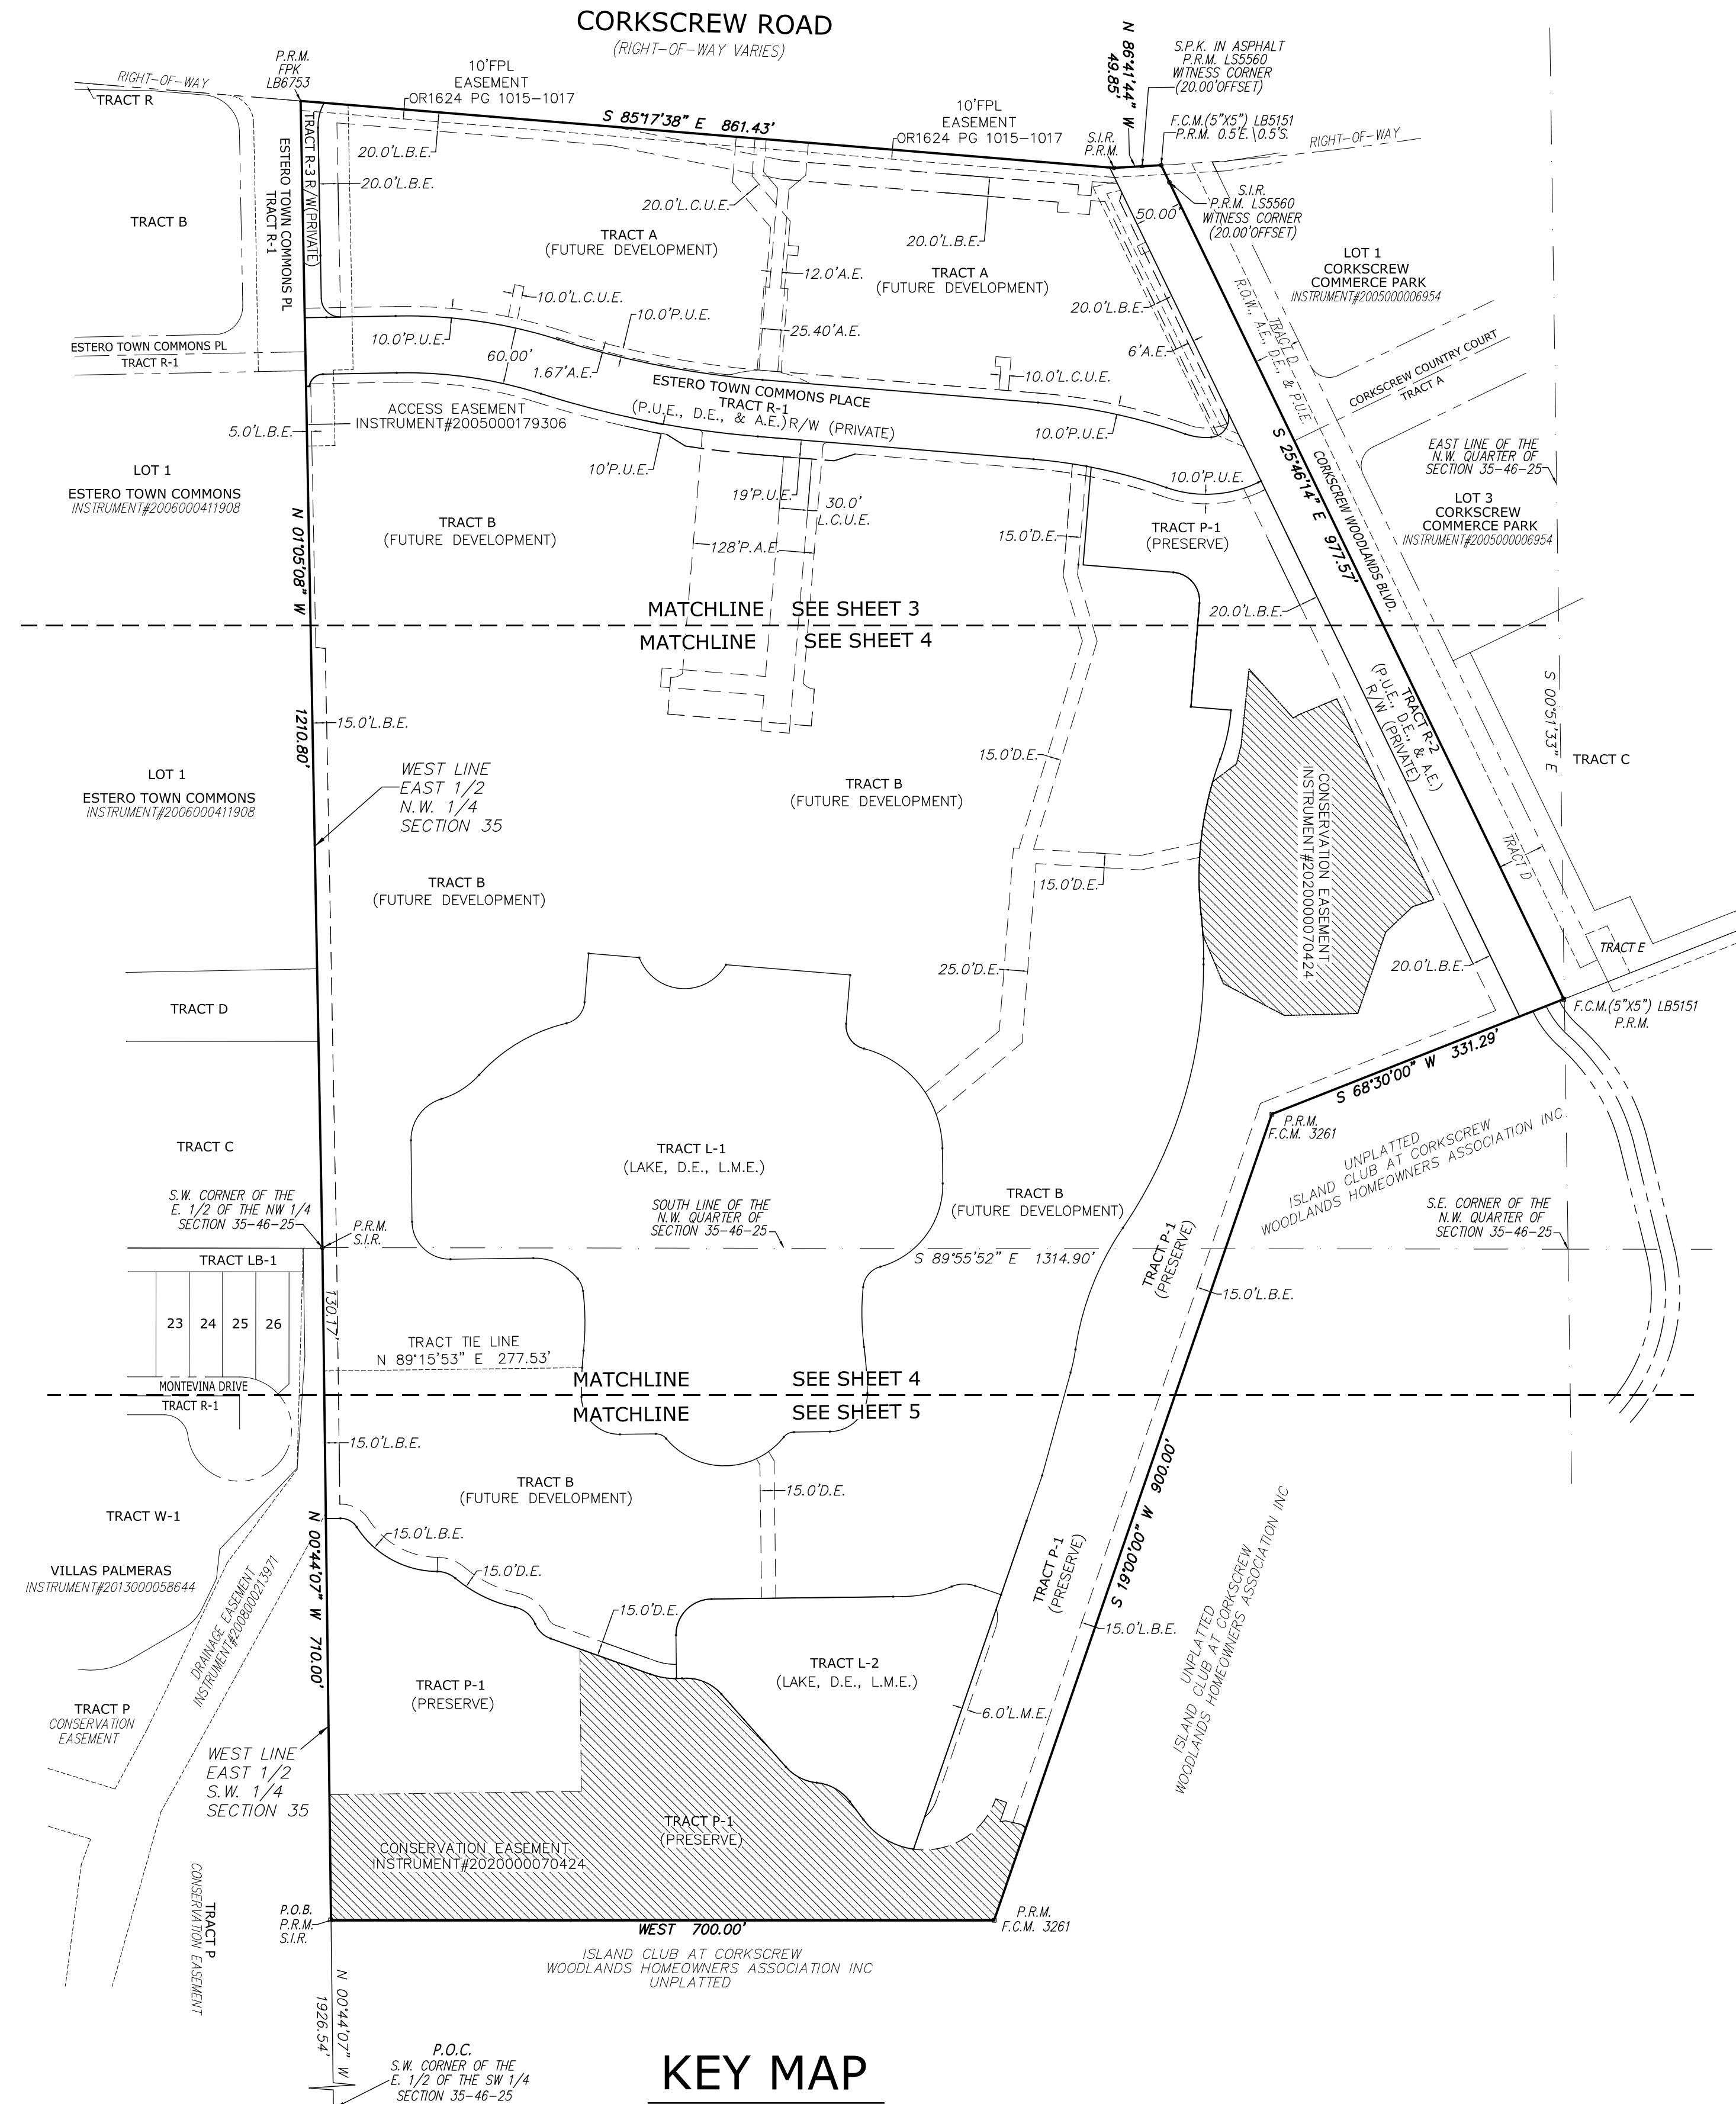 CORKSCREW ROAD
(RIGHT-OF-WAY VARIES)
P.R.M.
FPK
LB6753
RIGHT-OF-WAY
TRACT R
10'FPL
EASEMENT
OR1624 PG 1015-1017
S 85°17'38" E 861.43'
10'FPL
EASEMENT
OR1624 PG 1015-1017
N 86°41'44" W
49.85'
S.P.K. IN ASPHALT
P.R.M. LS5560
WITNESS CORNER
(20.00'OFFSET)
F.C.M.(5"X5") LB5151
P.R.M. 0.5'E.\0.5'S.
S.I.R.
P.R.M.
RIGHT-OF-WAY
S.I.R.
P.R.M. LS5560
WITNESS CORNER
(20.00'OFFSET)
50.00'
TRACT R-3 R/W(PRIVATE)
ESTERO TOWN COMMONS PL
TRACT R-1
20.0'L.B.E.
20.0'L.B.E.
20.0'L.C.U.E.
20.0'L.B.E.
TRACT B
TRACT A
(FUTURE DEVELOPMENT)
TRACT A
(FUTURE DEVELOPMENT)
12.0'A.E.
LOT 1
CORKSCREW
COMMERCE PARK
INSTRUMENT#2005000006954
10.0'L.C.U.E.
10.0'P.U.E.
10.0'P.U.E.
25.40'A.E.
20.0'L.B.E.
6'A.E.
TRACT D
R.O.W., A.E., D.E., & P.U.E.
ESTERO TOWN COMMONS PL
TRACT R-1
60.00'
1.67'A.E.
10.0'L.C.U.E.
CORKSCREW COUNTRY COURT
TRACT A
ESTERO TOWN COMMONS PLACE
TRACT R-1
(P.U.E., D.E., & A.E.)R/W (PRIVATE)
ACCESS EASEMENT
INSTRUMENT#2005000179306
5.0'L.B.E.
10.0'P.U.E.
10'P.U.E.
10.0'P.U.E.
EAST LINE OF THE
N.W. QUARTER OF
SECTION 35-46-25
LOT 1
ESTERO TOWN COMMONS
INSTRUMENT#2006000411908
19'P.U.E.
30.0'
L.C.U.E.
S 25°46'14" E 977.57'
CORKSCREW WOODLANDS BLVD.
LOT 3
CORKSCREW
COMMERCE PARK
INSTRUMENT#2005000006954
N 01°05'08" W
TRACT B
(FUTURE DEVELOPMENT)
128'P.A.E.
15.0'D.E.
TRACT P-1
(PRESERVE)
MATCHLINE SEE SHEET 3
MATCHLINE SEE SHEET 4
20.0'L.B.E.
S 00°51'33" E
TRACT R-2
(P.U.E., D.E., & A.E.)
R/W (PRIVATE)
1210.80'
15.0'L.B.E.
WEST LINE
EAST 1/2
N.W. 1/4
SECTION 35
15.0'D.E.
TRACT C
LOT 1
ESTERO TOWN COMMONS
INSTRUMENT#2006000411908
TRACT B
(FUTURE DEVELOPMENT)
CONSERVATION EASEMENT
INSTRUMENT#2020000070424
TRACT B
(FUTURE DEVELOPMENT)
15.0'D.E.
TRACT D
TRACT E
25.0'D.E.
20.0'L.B.E.
TRACT D
F.C.M.(5"X5") LB5151
P.R.M.
S 68°30'00" W 331.29'
P.R.M.
F.C.M. 3261
UNPLATTED
ISLAND CLUB AT CORKSCREW
WOODLANDS HOMEOWNERS ASSOCIATION INC
TRACT C
TRACT L-1
(LAKE, D.E., L.M.E.)
S.W. CORNER OF THE
E. 1/2 OF THE NW 1/4
SECTION 35-46-25
P.R.M.
S.I.R.
SOUTH LINE OF THE
N.W. QUARTER OF
SECTION 35-46-25
TRACT B
(FUTURE DEVELOPMENT)
S.E. CORNER OF THE
N.W. QUARTER OF
SECTION 35-46-25
S 89°55'52" E 1314.90'
TRACT P-1
(PRESERVE)
TRACT LB-1
15.0'L.B.E.
23 24 25 26
130.17'
TRACT TIE LINE
N 89°15'53" E 277.53'
MATCHLINE SEE SHEET 4
MATCHLINE SEE SHEET 5
MONTEVINA DRIVE
TRACT R-1
15.0'L.B.E.
TRACT B
(FUTURE DEVELOPMENT)
15.0'D.E.
S 19°00'00" W 900.00'
TRACT W-1
15.0'L.B.E.
15.0'D.E.
N 00°44'07" W 710.00'
VILLAS PALMERAS
INSTRUMENT#2013000058644
DRAINAGE EASEMENT
INSTRUMENT#2008000213971
15.0'D.E.
TRACT P-1
(PRESERVE)
15.0'L.B.E.
UNPLATTED
ISLAND CLUB AT CORKSCREW
WOODLANDS HOMEOWNERS ASSOCIATION INC
TRACT P-1
(PRESERVE)
TRACT L-2
(LAKE, D.E., L.M.E.)
6.0'L.M.E.
TRACT P
CONSERVATION
EASEMENT
WEST LINE
EAST 1/2
S.W. 1/4
SECTION 35
TRACT P-1
(PRESERVE)
CONSERVATION EASEMENT
INSTRUMENT#2020000070424
TRACT P
CONSERVATION EASEMENT
P.O.B.
P.R.M.
S.I.R.
WEST 700.00'
P.R.M.
F.C.M. 3261
ISLAND CLUB AT CORKSCREW
WOODLANDS HOMEOWNERS ASSOCIATION INC
UNPLATTED
N 00°44'07" W
1926.54'
P.O.C.
S.W. CORNER OF THE
E. 1/2 OF THE SW 1/4
SECTION 35-46-25
KEY MAP